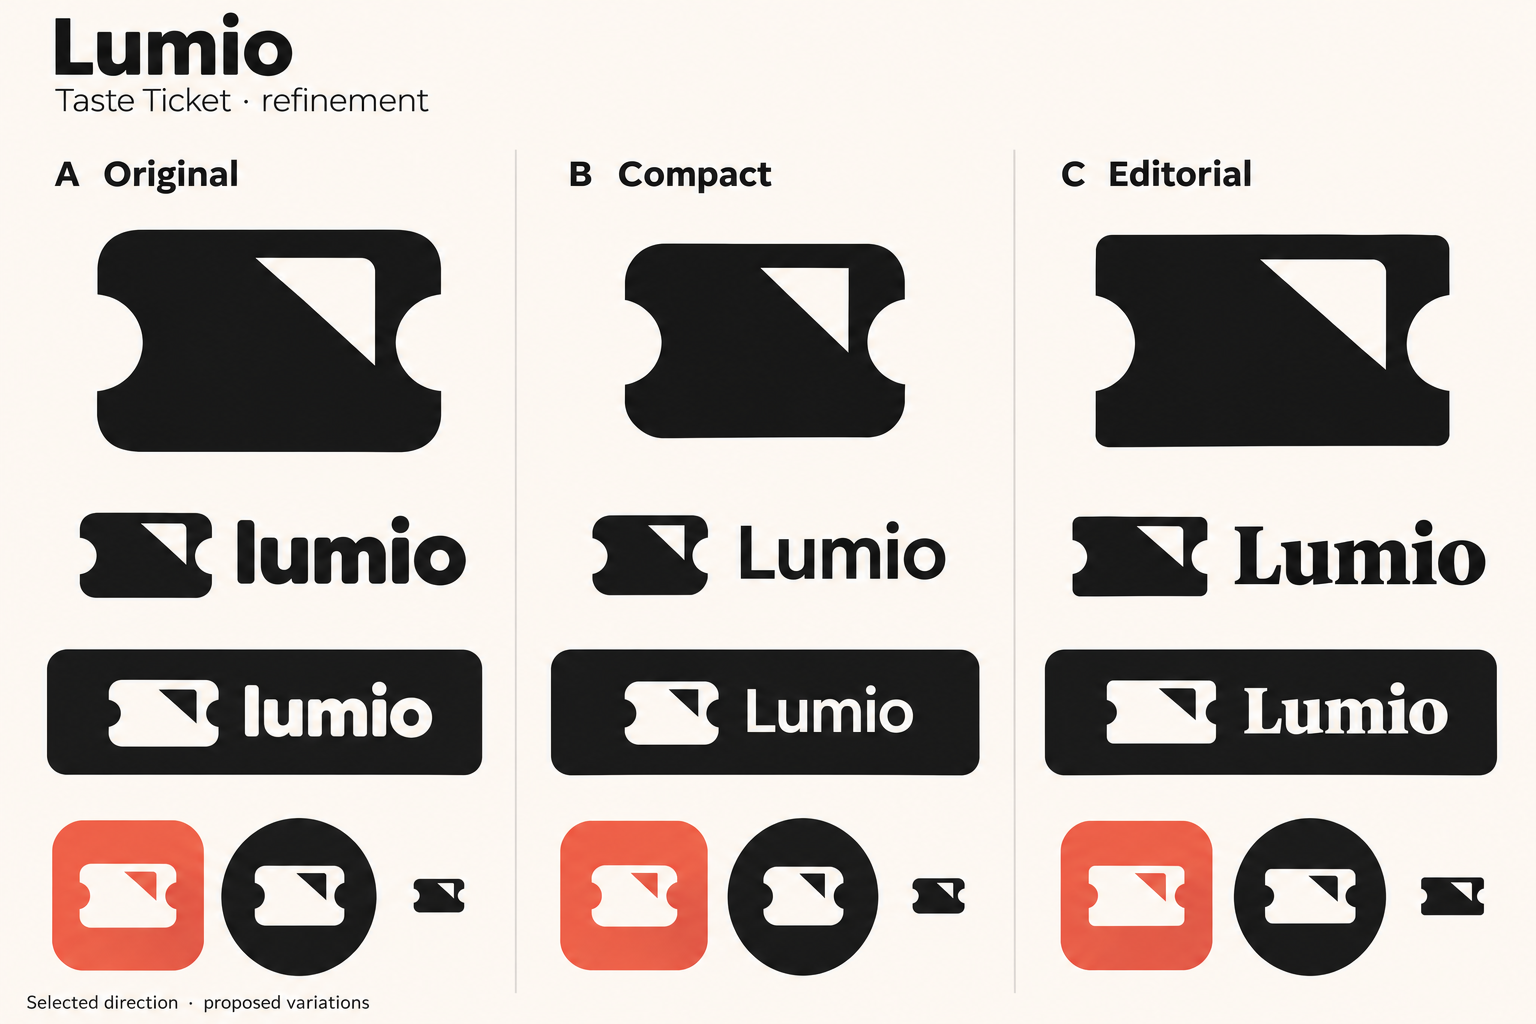 Lumio
Taste Ticket · refinement
A Original
B Compact
C Editorial
lumio
Lumio
Lumio
lumio
Lumio
Lumio
Selected direction · proposed variations